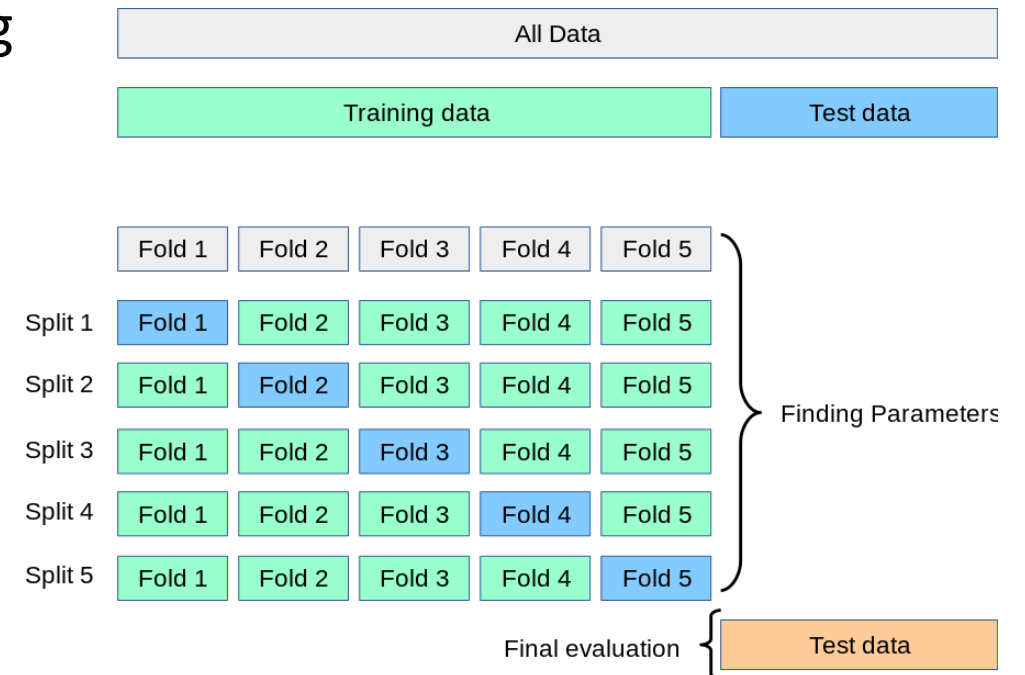 g
All Data
Training data Test data
Fold 1 Fold 2 Fold 3 Fold 4 Fold 5
Split 1 Fold 1 Fold 2 Fold 3 Fold 4 Fold 5
Split 2 Fold 1 Fold 2 Fold 3 Fold 4 Fold 5
Finding Parameters
Split 3 Fold 1 Fold 2 Fold 3 Fold 4 Fold 5
Split 4 Fold 1 Fold 2 Fold 3 Fold 4 Fold 5
Split 5 Fold 1 Fold 2 Fold 3 Fold 4 Fold 5
Final evaluation Test data